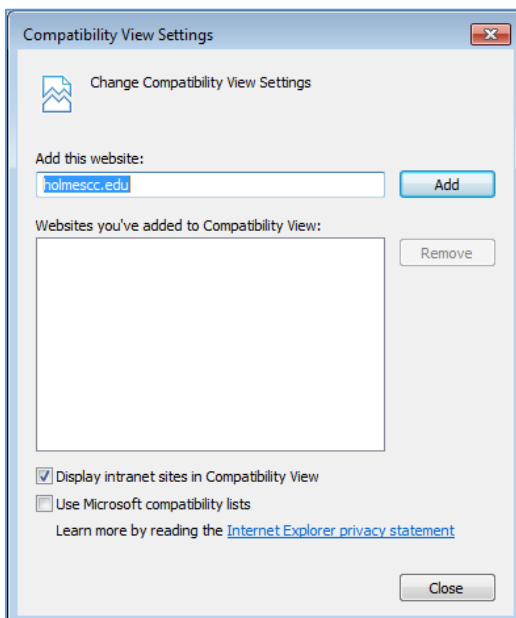 Compatibility View Settings
Change Compatibility View Settings
Add this website:
holmescc.edu
Add
Websites you've added to Compatibility View:
Remove
Display intranet sites in Compatibility View
Use Microsoft compatibility lists
Learn more by reading the Internet Explorer privacy statement
Close